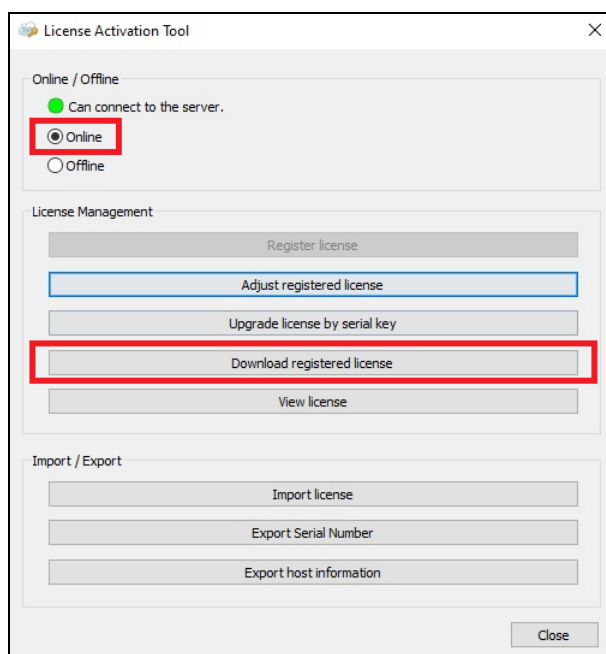 License Activation Tool
Online / Offline
Can connect to the server.
Online
Offline
License Management
Register license
Adjust registered license
Upgrade license by serial key
Download registered license
View license
Import / Export
Import license
Export Serial Number
Export host information
Close